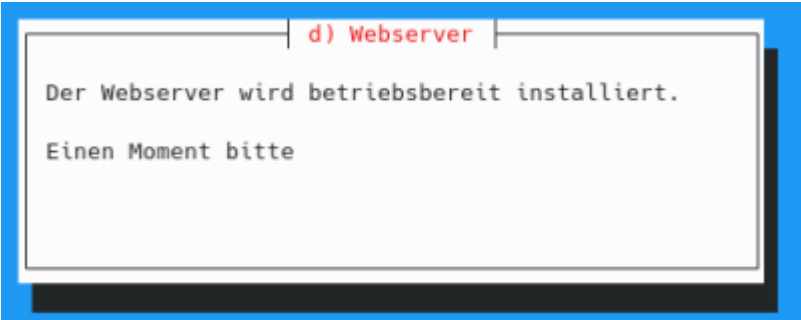 d) Webserver
Der Webserver wird betriebsbereit installiert.
Einen Moment bitte